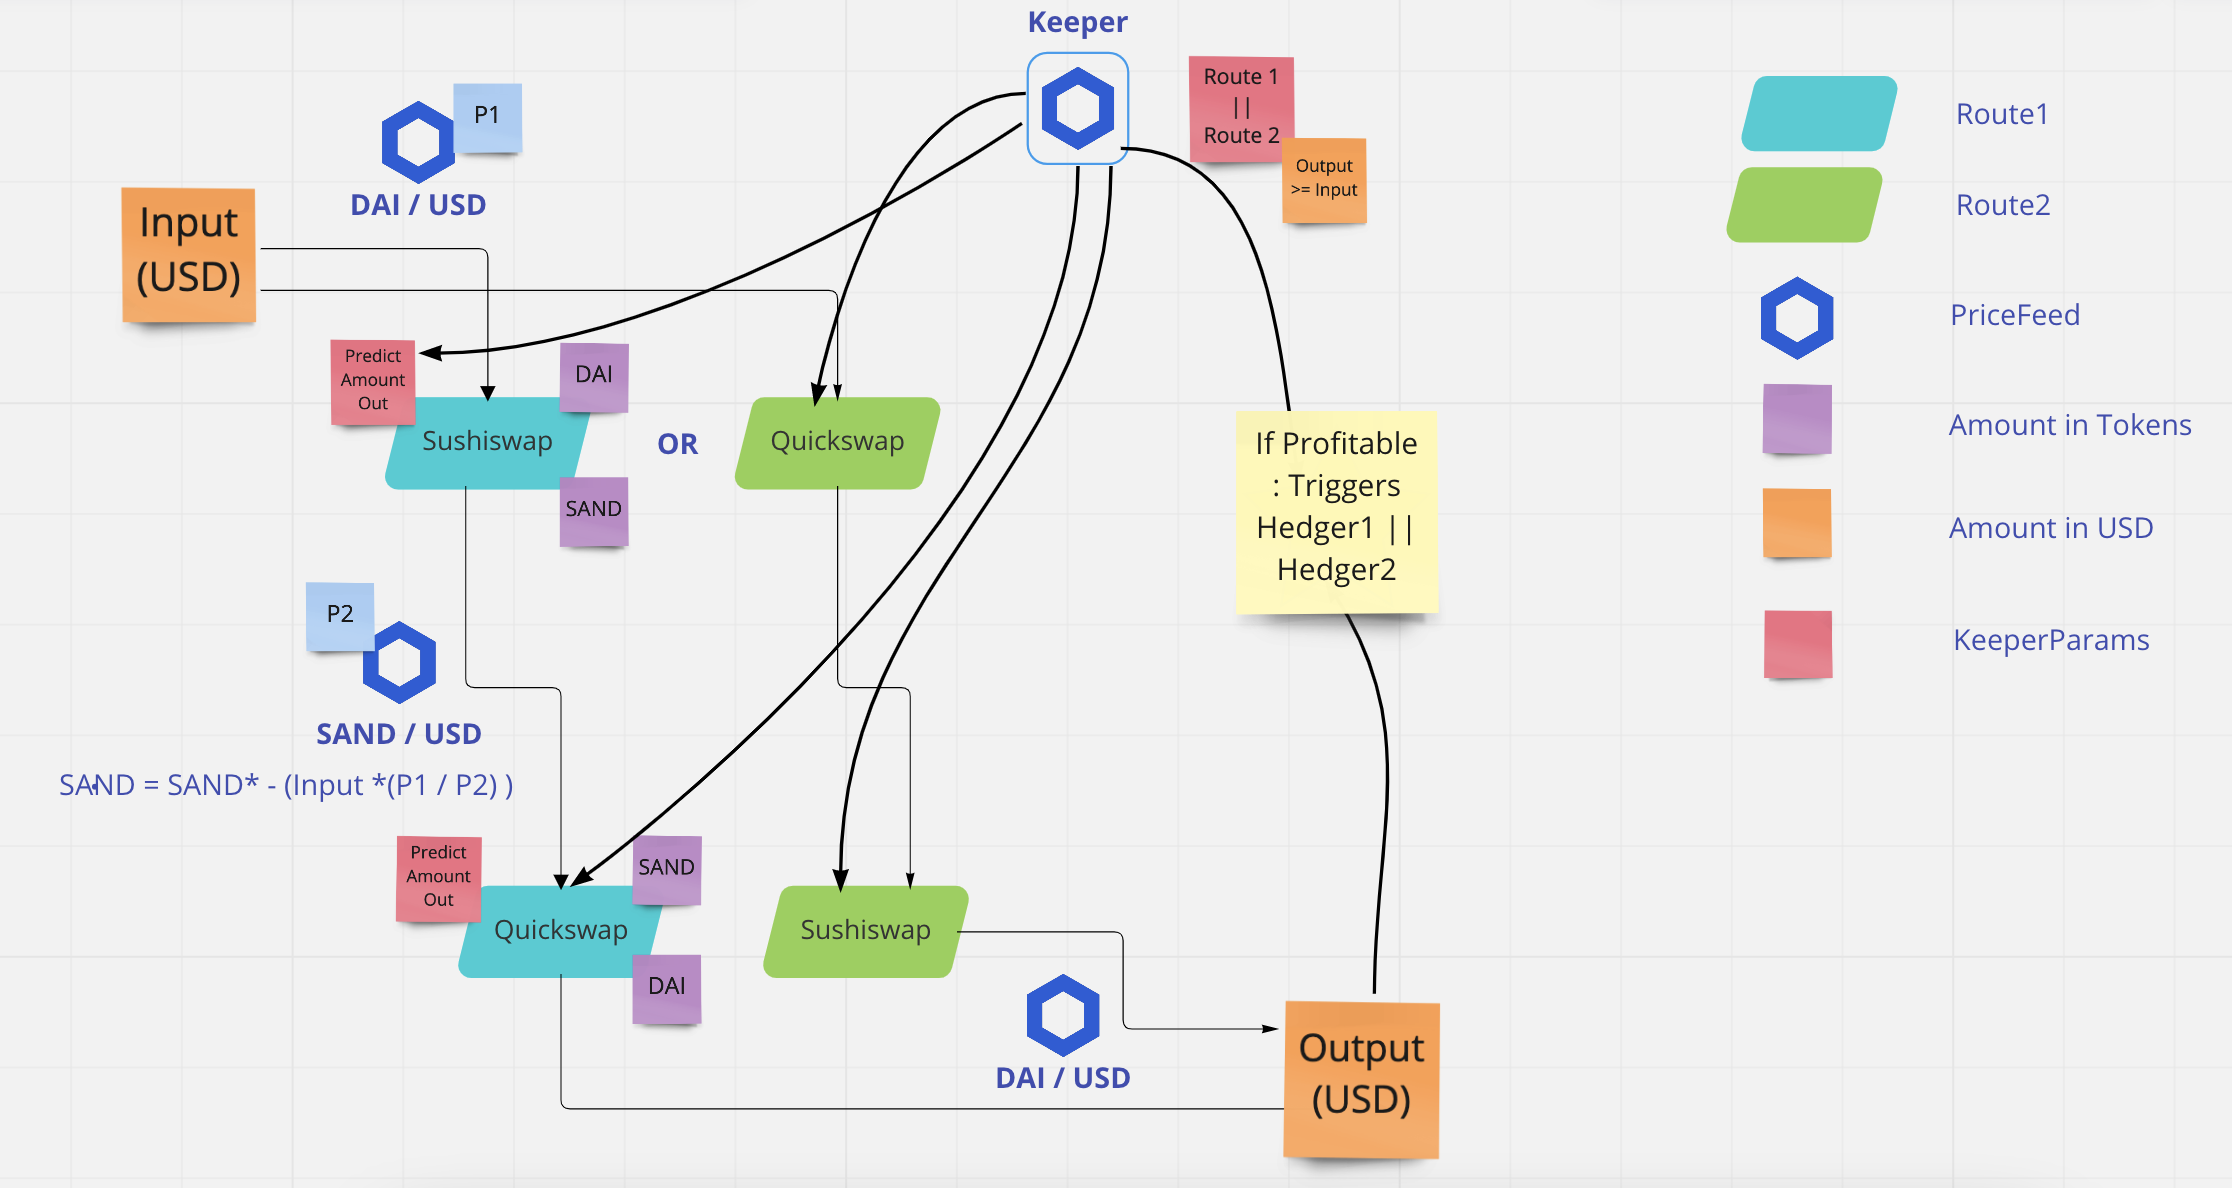 Keeper
P1
DAI / USD
Input
(USD)
Route 1
||
Route 2
Output
>= Input
Route1
Route2
PriceFeed
Amount in Tokens
Amount in USD
KeeperParams
Predict
Amount
Out
DAI
Sushiswap
SAND
OR
Quickswap
If Profitable
: Triggers
Hedger1 ||
Hedger2
P2
SAND / USD
SAND = SAND* - (Input *(P1 / P2) )
Predict
Amount
Out
SAND
Quickswap
DAI
Sushiswap
DAI / USD
Output
(USD)